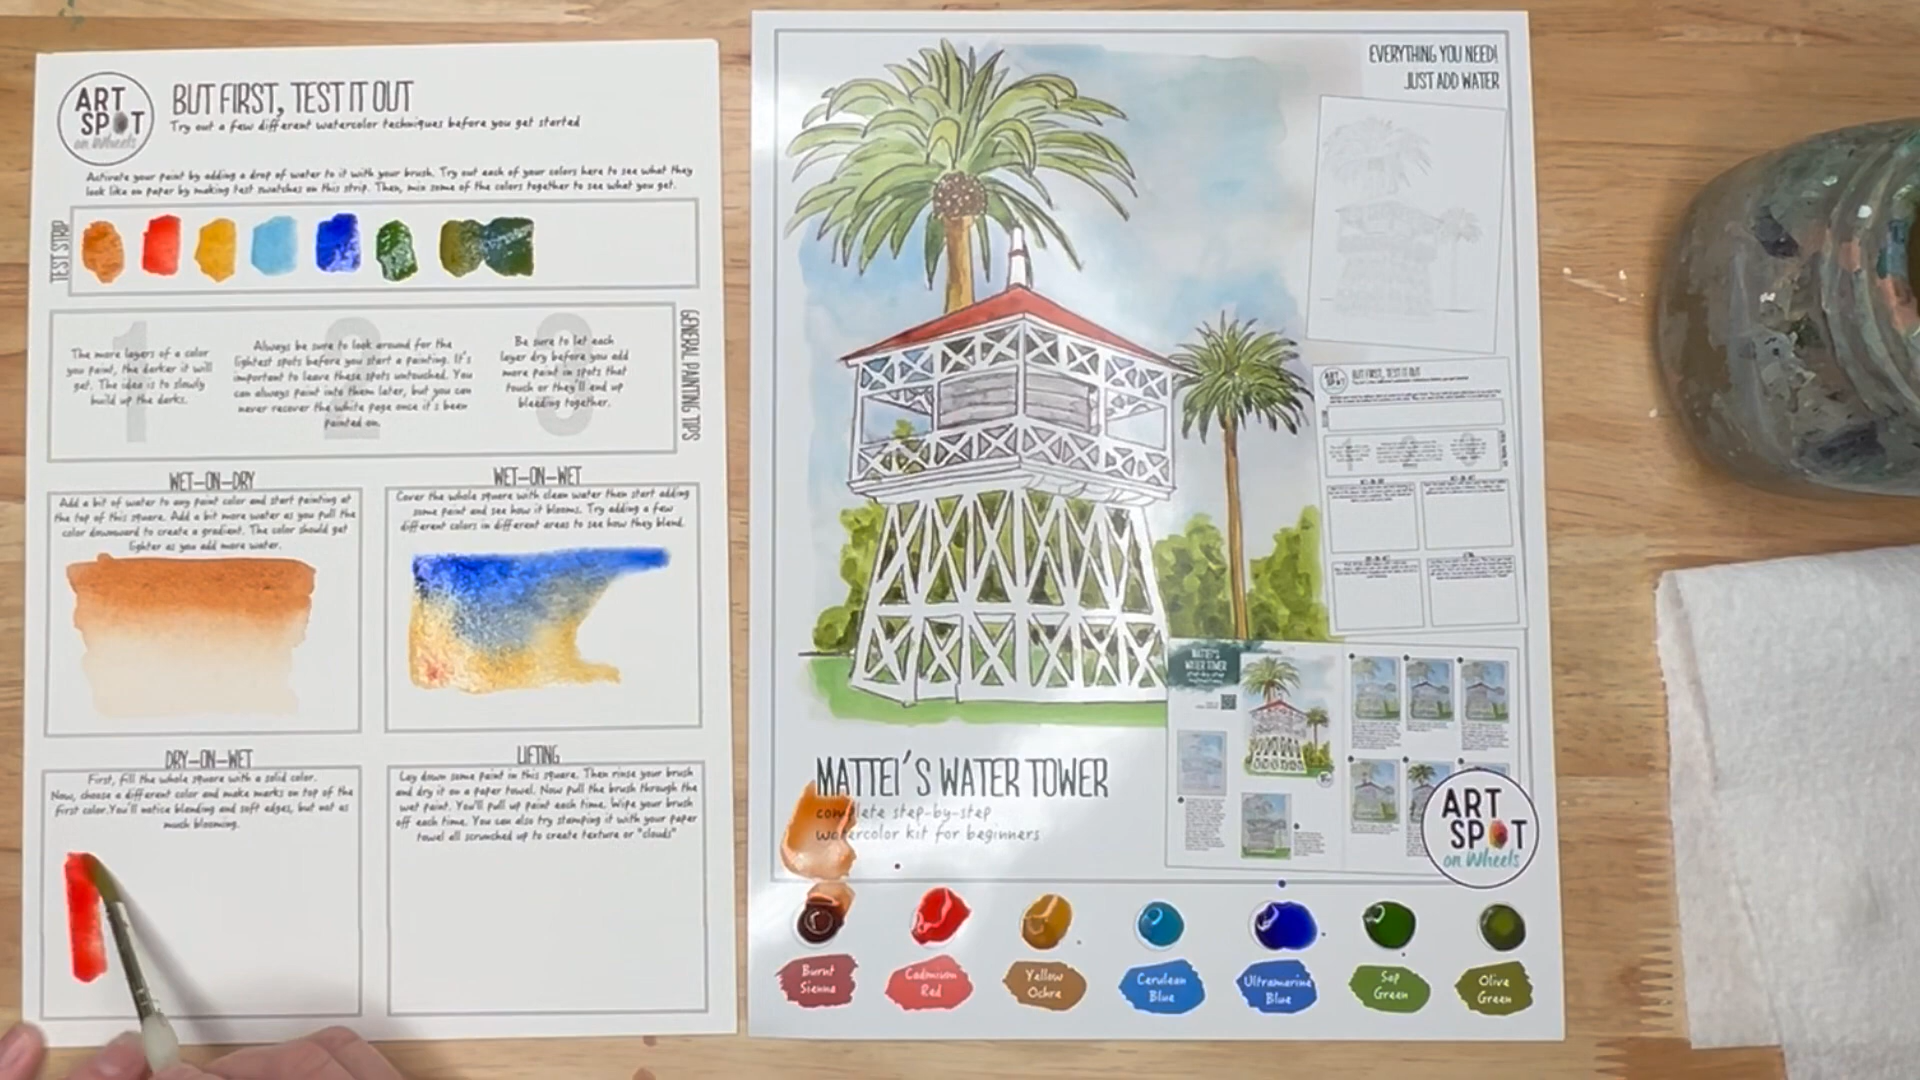 ART
SPOT
on Wheels
BUT FIRST, TEST IT OUT
Try out a few different watercolor techniques before you get started
Activate your paint by adding a drop of water to it with your brush. Try out each of your colors here to see what they
look like on paper by making test swatches on this strip. Then, mix some of the colors together to see what you get.
TEST STRIP
1
The more layers of a color
you paint, the darker it will
get. The idea is to slowly
build up the darks.
2
Always be sure to look around for the
lightest spots before you start a painting. It's
important to leave these spots untouched. You
can always paint into them later, but you can
never recover the white page once it's been
painted on.
3
Be sure to let each
layer dry before you add
more paint in spots that
touch or they'll end up
bleeding together.
GENERAL PAINTING TIPS
WET-ON-DRY
Add a bit of water to any paint color and start painting at
the top of this square. Add a bit more water as you pull the
color downward to create a gradient. The color should get
lighter as you add more water.
WET-ON-WET
Cover the whole square with clean water then start adding
some paint and see how it blooms. Try adding a few
different colors in different areas to see how they blend.
DRY-ON-WET
First, fill the whole square with a solid color.
Now, choose a different color and make marks on top of the
first color. You'll notice blending and soft edges, but not as
much blooming.
LIFTING
Lay down some paint in this square. Then rinse your brush
and dry it on a paper towel. Now pull the brush through the
wet paint. You'll pull up paint each time. Wipe your brush
off each time. You can also try stamping it with your paper
towel all scrunched up to create texture or "clouds"
EVERYTHING YOU NEED!
JUST ADD WATER
BUT FIRST, TEST IT OUT
MATTEI'S
WATER TOWER
step-by-step
MATTEI'S WATER TOWER
complete step-by-step
watercolor kit for beginners
ART
SPOT
on Wheels
Burnt
Sienna
Cadmium
Red
Yellow
Ochre
Cerulean
Blue
Ultramarine
Blue
Sap
Green
Olive
Green